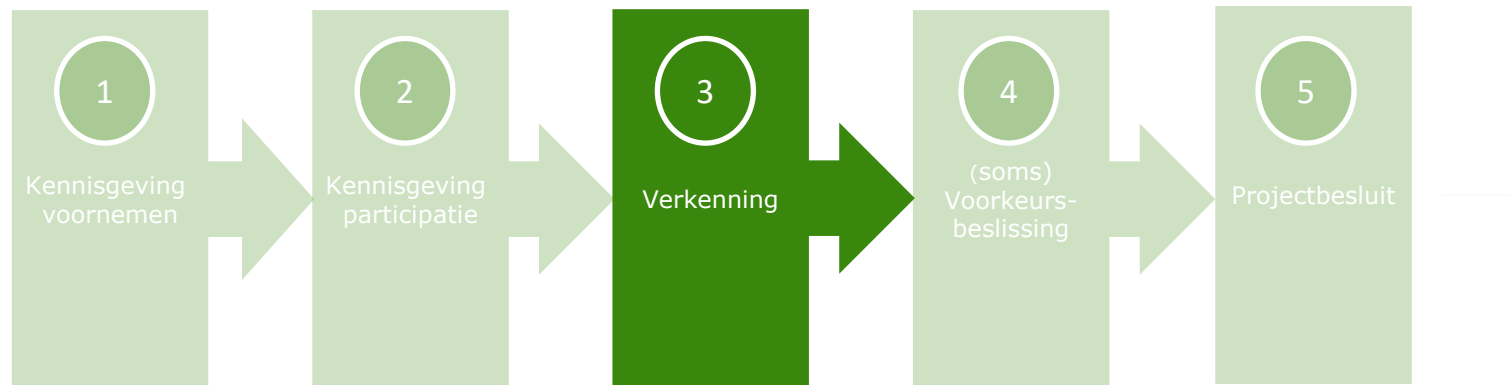 1
Kennisgeving
voornemen
2
Kennisgeving
participatie
3
Verkenning
4
(soms)
Voorkeurs-
beslissing
5
Projectbesluit